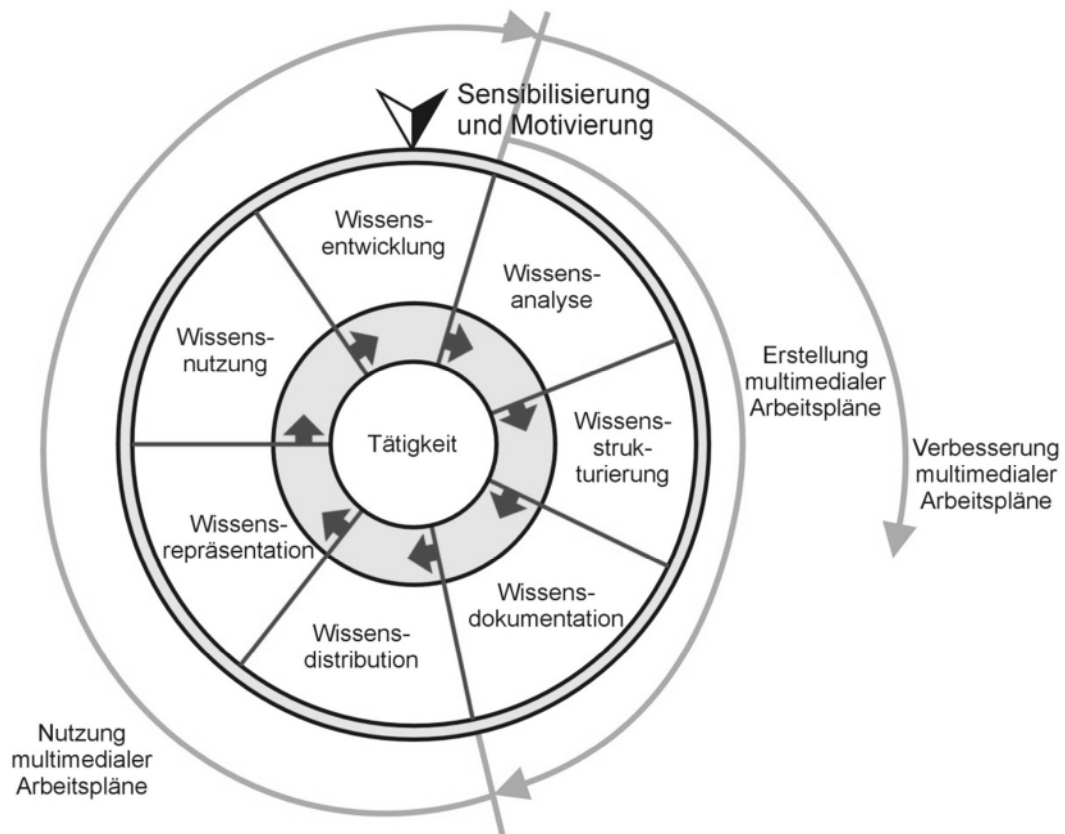 Sensibilisierung
und Motivierung
Wissens-
entwicklung
Wissens-
analyse
Wissens-
nutzung
Erstellung
multimedialer
Arbeitspläne
Wissens-
struk-
turierung
Tätigkeit
Verbesserung
multimedialer
Arbeitspläne
Wissens-
repräsentation
Wissens-
dokumentation
Wissens-
distribution
Nutzung
multimedialer
Arbeitspläne